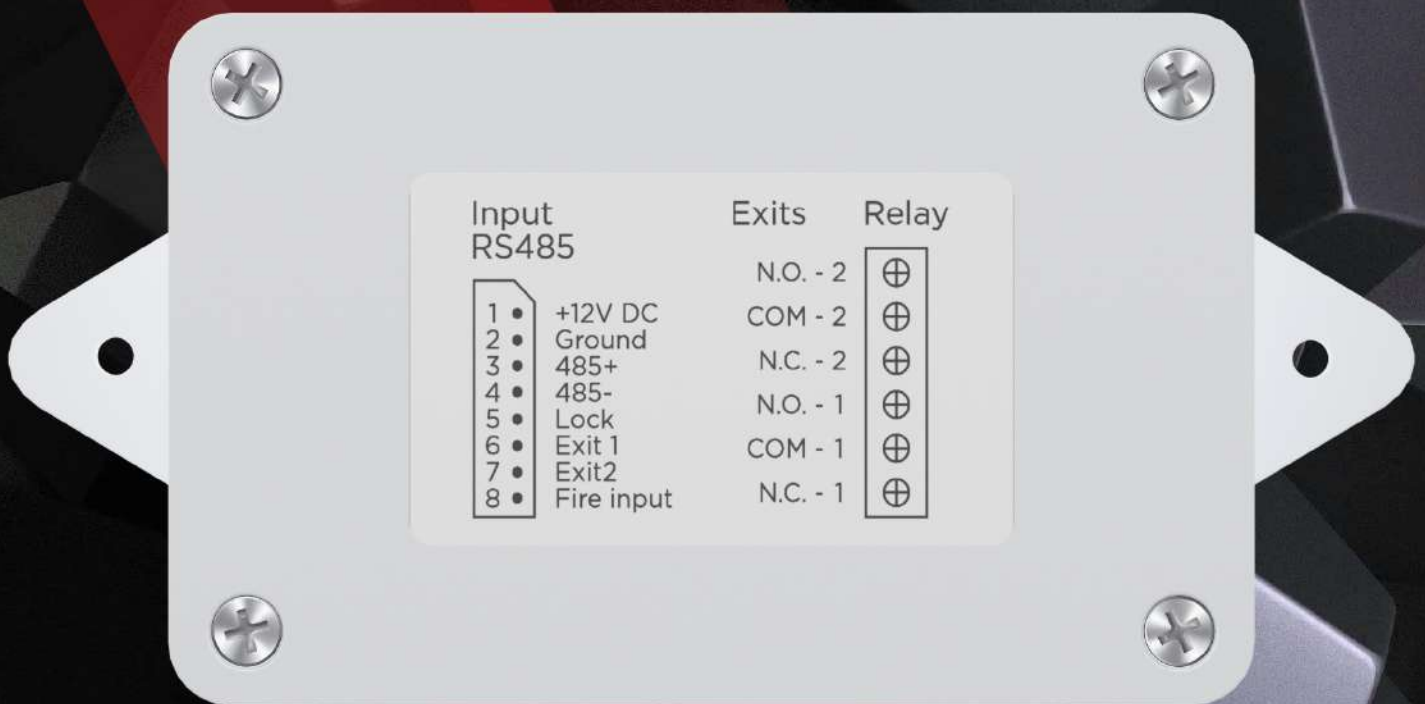 Input
RS485
1 +12V DC
2 Ground
3 485+
4 485-
5 Lock
6 Exit 1
7 Exit2
8 Fire input
Exits Relay
N.O. - 2
COM - 2
N.C. - 2
N.O. - 1
COM - 1
N.C. - 1